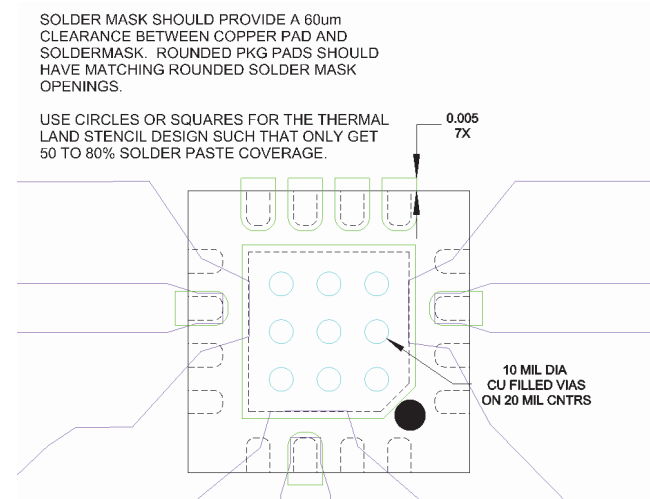 SOLDER MASK SHOULD PROVIDE A 60um
CLEARANCE BETWEEN COPPER PAD AND
SOLDERMASK. ROUNDED PKG PADS SHOULD
HAVE MATCHING ROUNDED SOLDER MASK
OPENINGS.
USE CIRCLES OR SQUARES FOR THE THERMAL
LAND STENCIL DESIGN SUCH THAT ONLY GET
50 TO 80% SOLDER PASTE COVERAGE.
0.005
7X
10 MIL DIA
CU FILLED VIAS
ON 20 MIL CNTRS